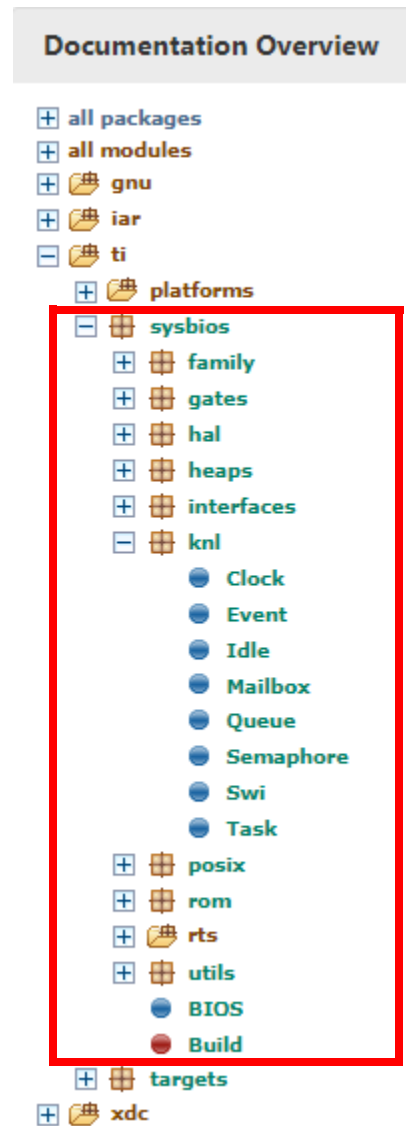 Documentation Overview
all packages
all modules
gnu
iar
ti
platforms
sysbios
family
gates
hal
heaps
interfaces
knl
Clock
Event
Idle
Mailbox
Queue
Semaphore
Swi
Task
posix
rom
rts
utils
BIOS
Build
targets
xdc